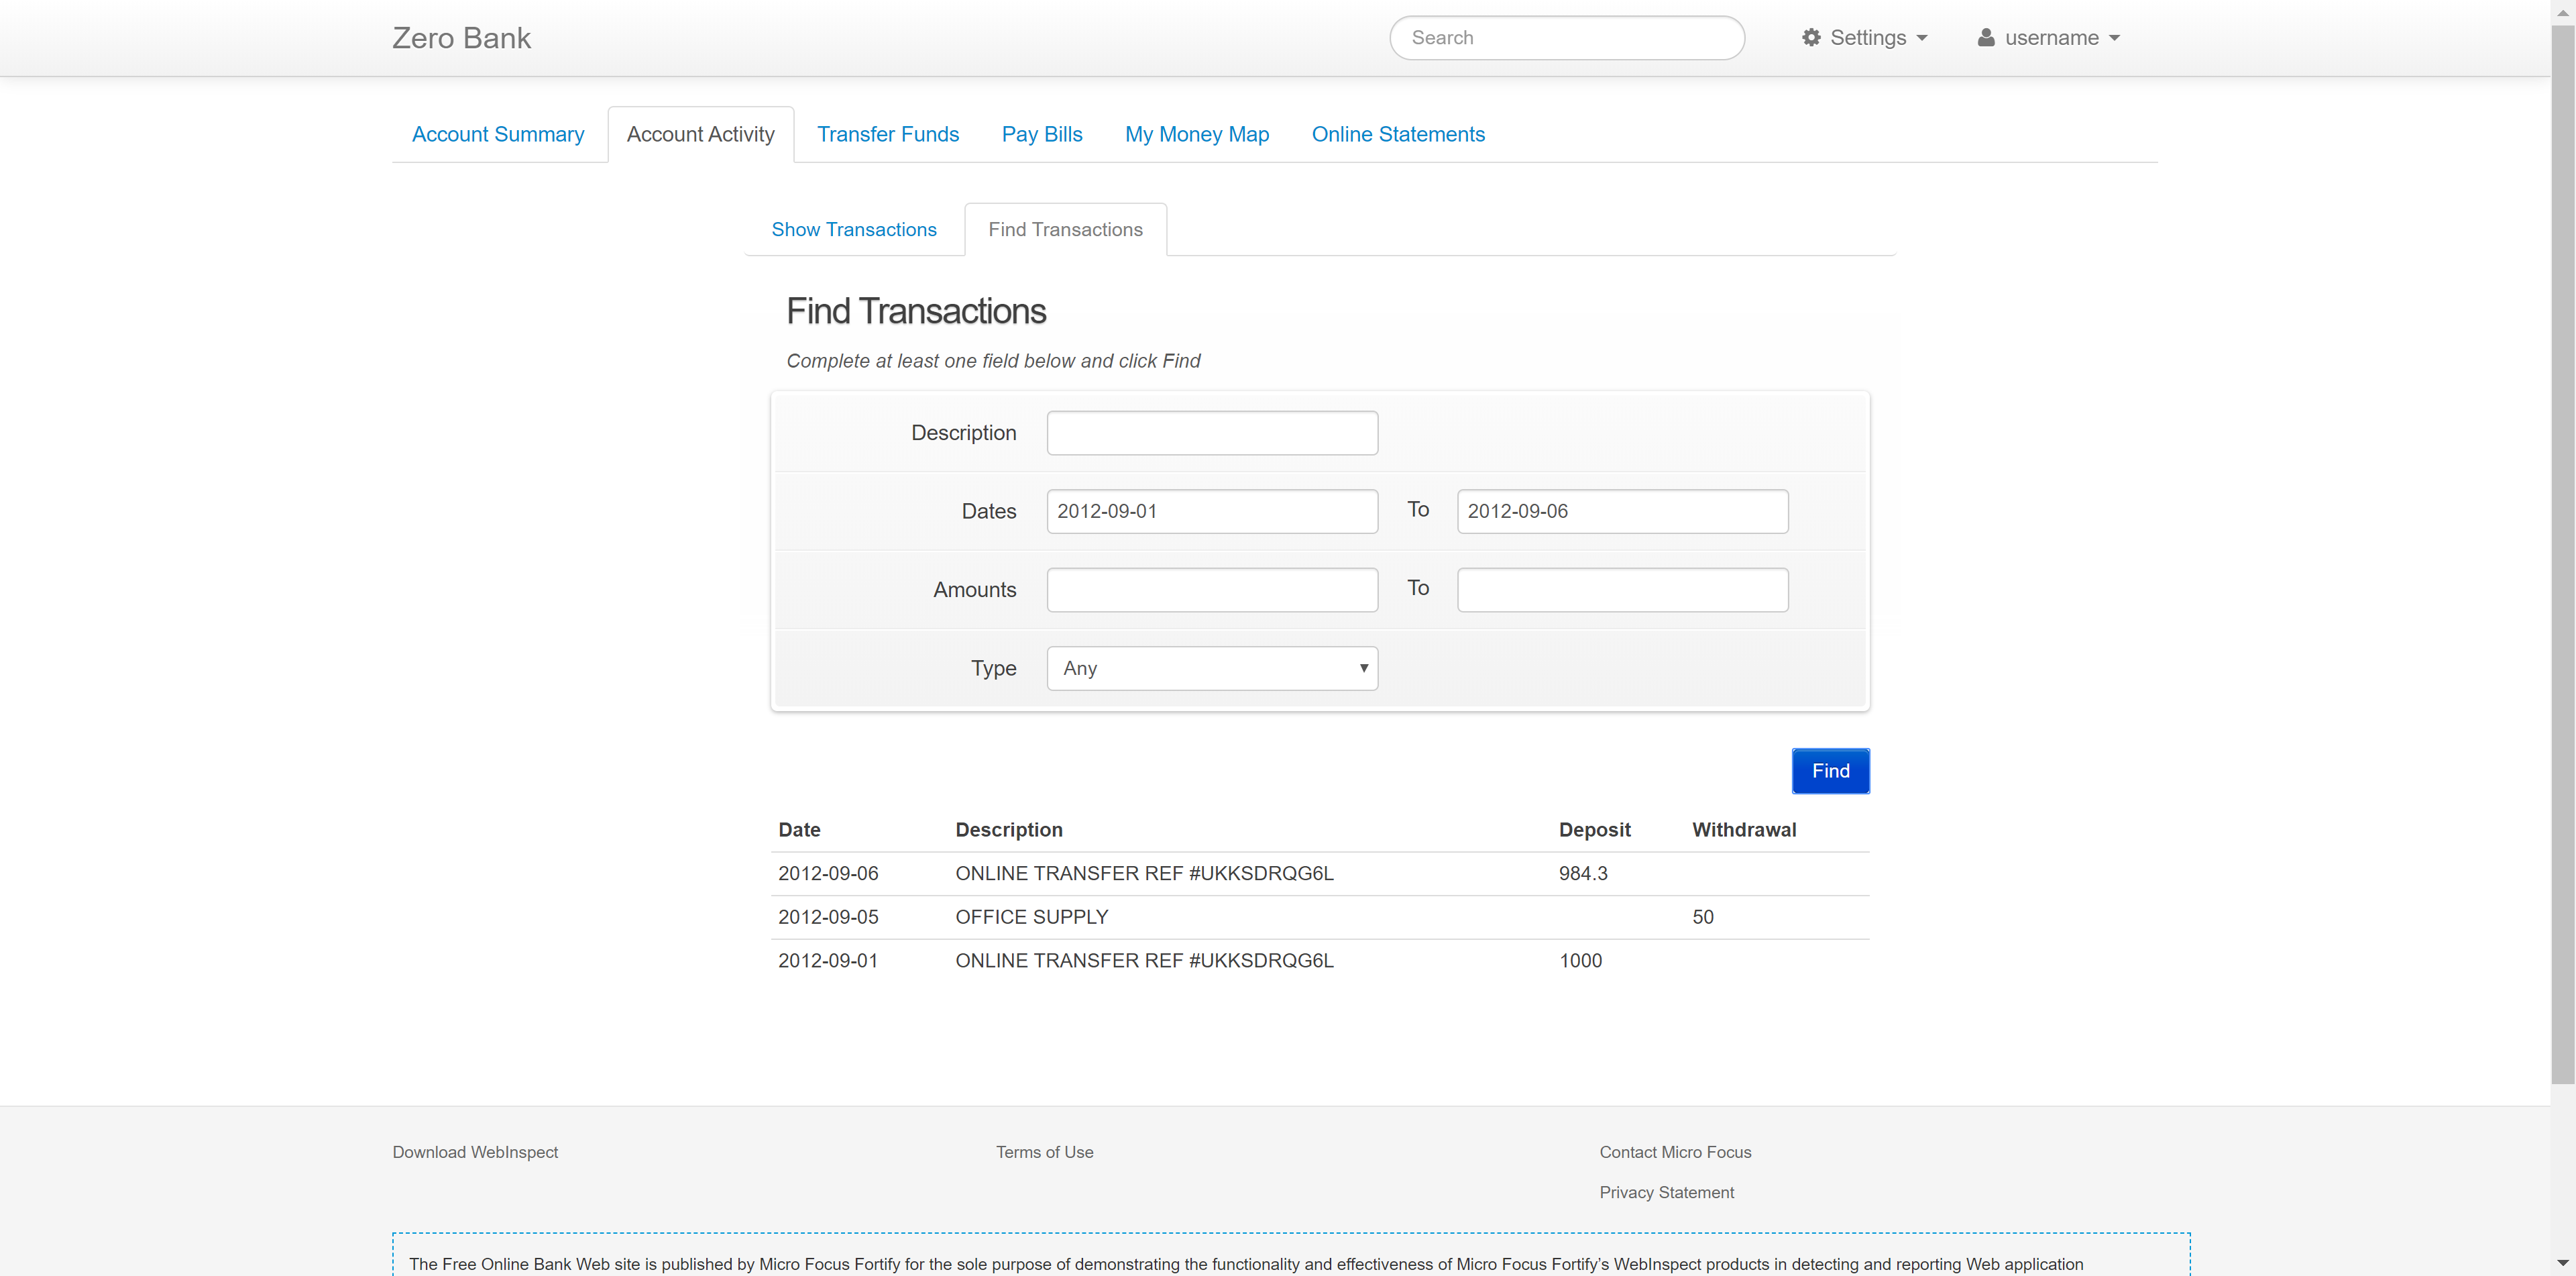 Zero Bank Search Settings username
Account Summary Account Activity Transfer Funds Pay Bills My Money Map Online Statements
Show Transactions Find Transactions
Find Transactions
Complete at least one field below and click Find
Description
Dates 2012-09-01 To 2012-09-06
Amounts To
Type Any
Find
Date Description Deposit Withdrawal
2012-09-06 ONLINE TRANSFER REF #UKKSDRQG6L 984.3
2012-09-05 OFFICE SUPPLY 50
2012-09-01 ONLINE TRANSFER REF #UKKSDRQG6L 1000
Download WebInspect Terms of Use Contact Micro Focus
Privacy Statement
The Free Online Bank Web site is published by Micro Focus Fortify for the sole purpose of demonstrating the functionality and effectiveness of Micro Focus Fortify's WebInspect products in detecting and reporting Web application